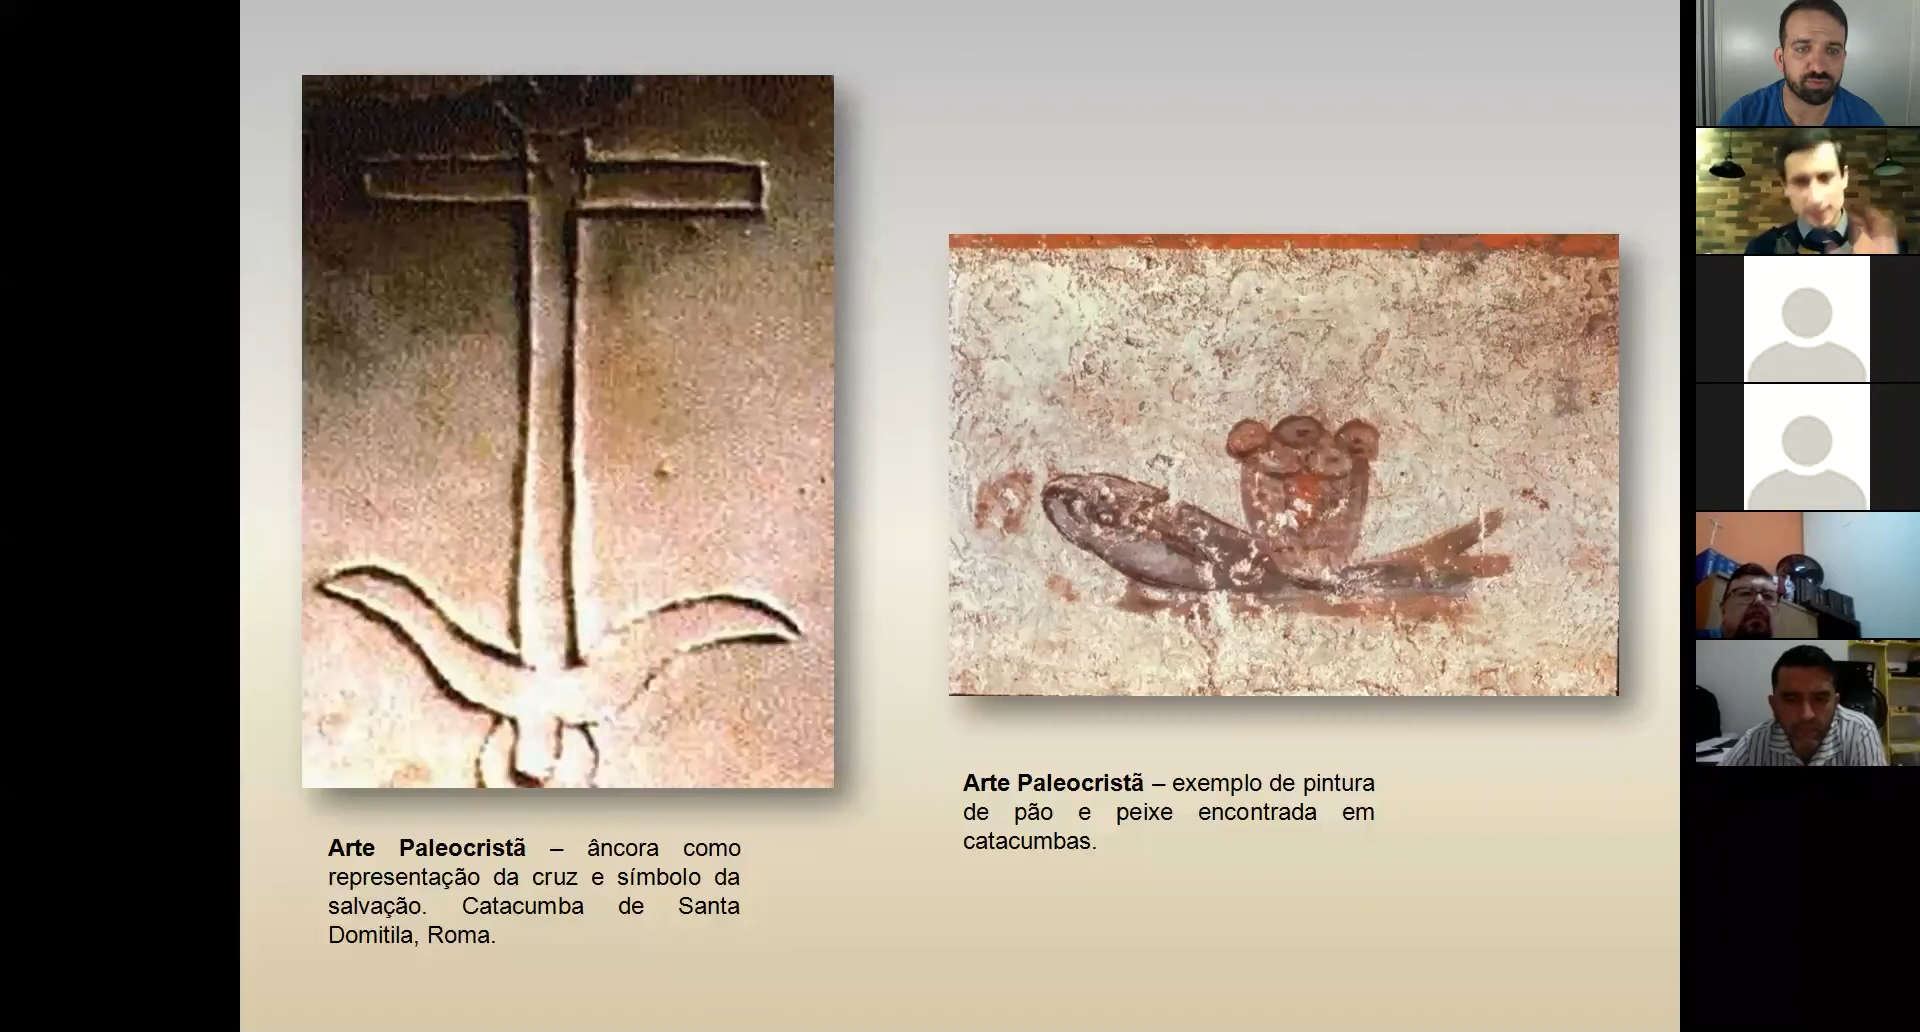 Arte Paleocristã – âncora como
representação da cruz e símbolo da
salvação. Catacumba de Santa
Domitila, Roma.
Arte Paleocristã – exemplo de pintura
de pão e peixe encontrada em
catacumbas.